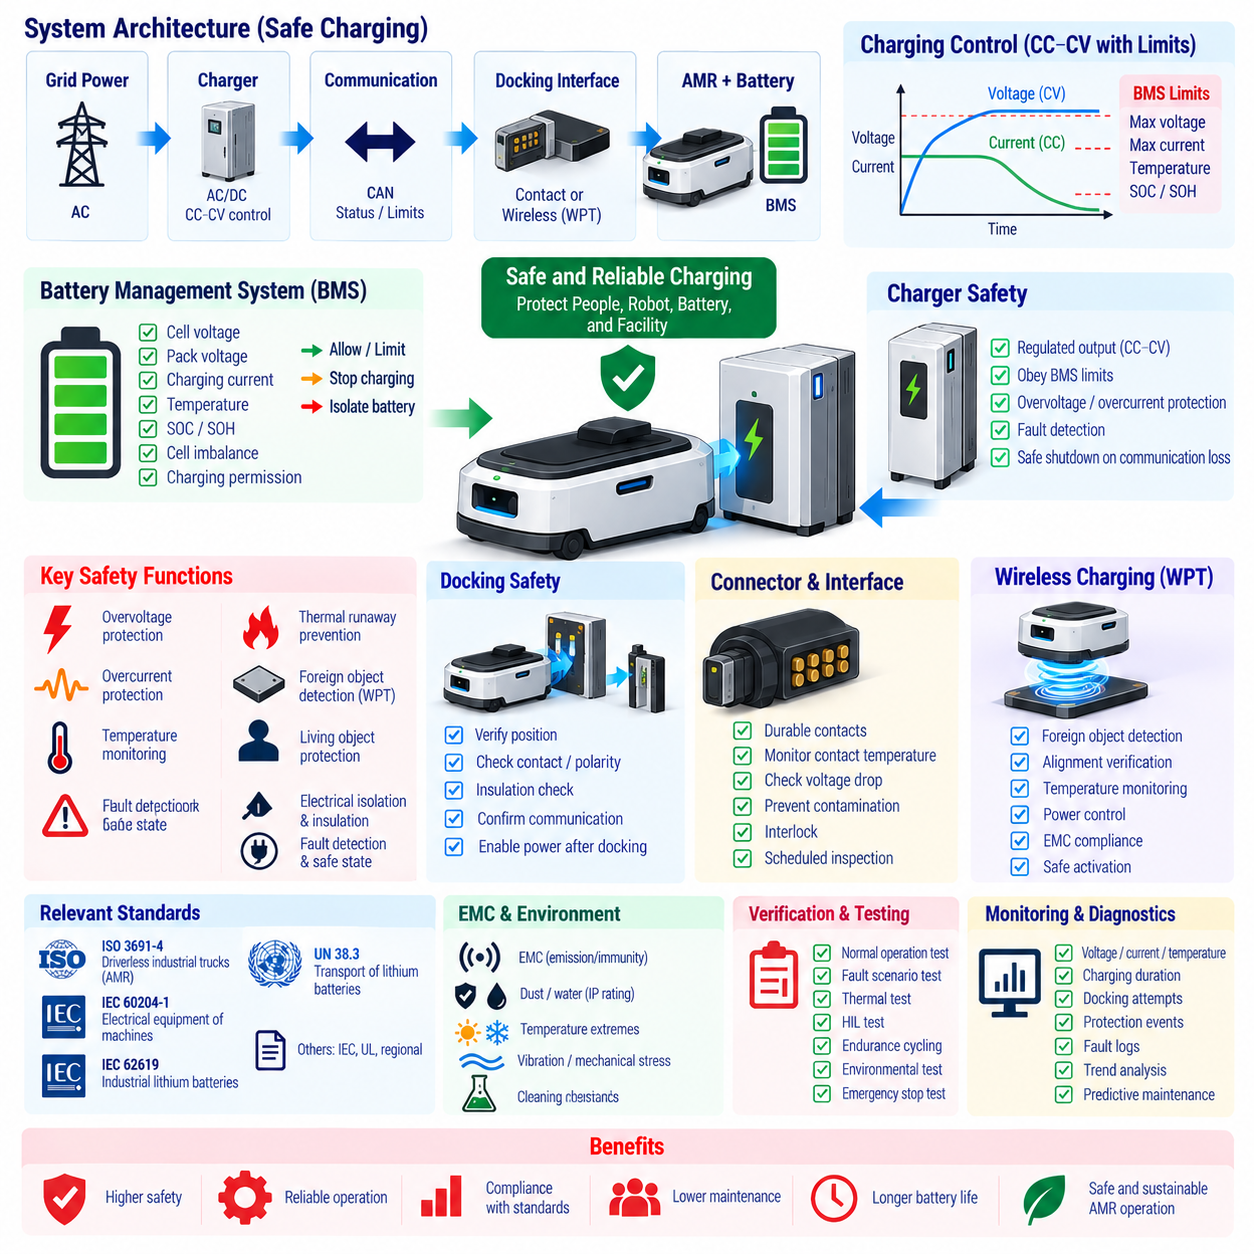 System Architecture (Safe Charging)
Grid Power
AC
Charger
AC/DC
CC-CV control
Communication
CAN
Status / Limits
Docking Interface
Contact or
Wireless (WPT)
AMR + Battery
BMS
Charging Control (CC-CV with Limits)
Voltage (CV)
Current (CC)
Voltage
Current
Time
BMS Limits
Max voltage
Max current
Temperature
SOC / SOH
Battery Management System (BMS)
Cell voltage
Pack voltage
Charging current
Temperature
SOC / SOH
Cell imbalance
Charging permission
Allow / Limit
Stop charging
Isolate battery
Safe and Reliable Charging
Protect People, Robot, Battery,
and Facility
Charger Safety
Regulated output (CC-CV)
Obey BMS limits
Overvoltage / overcurrent protection
Fault detection
Safe shutdown on communication loss
Key Safety Functions
Overvoltage
protection
Overcurrent
protection
Temperature
monitoring
Fault
state
Thermal runaway
prevention
Foreign object
detection (WPT)
Living object
protection
Electrical isolation
& insulation
Fault detection
& safe state
Docking Safety
Verify position
Check contact / polarity
Insulation check
Confirm communication
Enable power after docking
Connector & Interface
Durable contacts
Monitor contact temperature
Check voltage drop
Prevent contamination
Interlock
Scheduled inspection
Wireless Charging (WPT)
Foreign object detection
Alignment verification
Temperature monitoring
Power control
EMC compliance
Safe activation
Relevant Standards
ISO
ISO 3691-4
Driverless industrial trucks
(AMR)
IEC
IEC 60204-1
Electrical equipment of
machines
IEC
IEC 62619
Industrial lithium batteries
UN 38.3
Transport of lithium
batteries
Others: IEC, UL, regional
EMC & Environment
EMC (emission/immunity)
Dust / water (IP rating)
Temperature extremes
Vibration / mechanical stress
Cleaning
Verification & Testing
Normal operation test
Fault scenario test
Thermal test
HIL test
Endurance cycling
Environmental test
Emergency stop test
Monitoring & Diagnostics
Voltage / current / temperature
Charging duration
Docking attempts
Protection events
Fault logs
Trend analysis
Predictive maintenance
Benefits
Higher safety
Reliable operation
Compliance
with standards
Lower maintenance
Longer battery life
Safe and sustainable
AMR operation